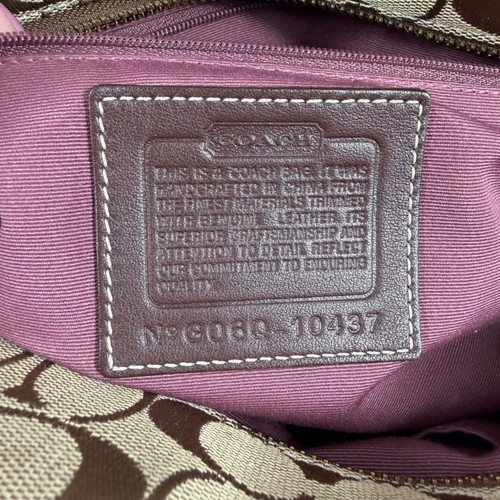 COACH
THIS IS A COACH BAG. IT WAS
HANDCRAFTED IN CHINA FROM
THE FINEST MATERIALS TRIMMED
WITH GENUINE LEATHER. ITS
SUPERIOR CRAFTSMANSHIP AND
ATTENTION TO DETAIL REFLECT
OUR COMMITMENT TO ENDURING
QUALITY.
Nº G08Q-10437